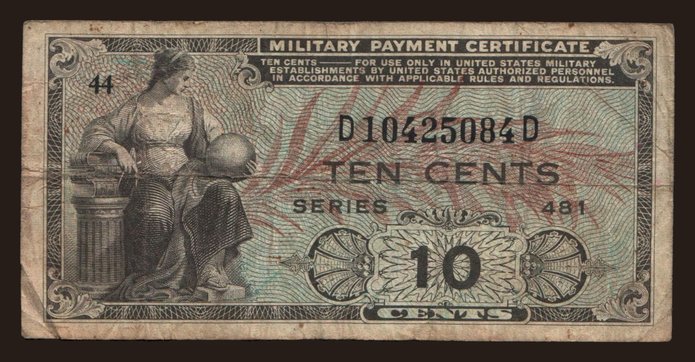 MILITARY PAYMENT CERTIFICATE
TEN CENTS — FOR USE ONLY IN UNITED STATES MILITARY
ESTABLISHMENTS BY UNITED STATES AUTHORIZED PERSONNEL
IN ACCORDANCE WITH APPLICABLE RULES AND REGULATIONS.
44
D10425084D
TEN CENTS
SERIES 481
10
CENTS